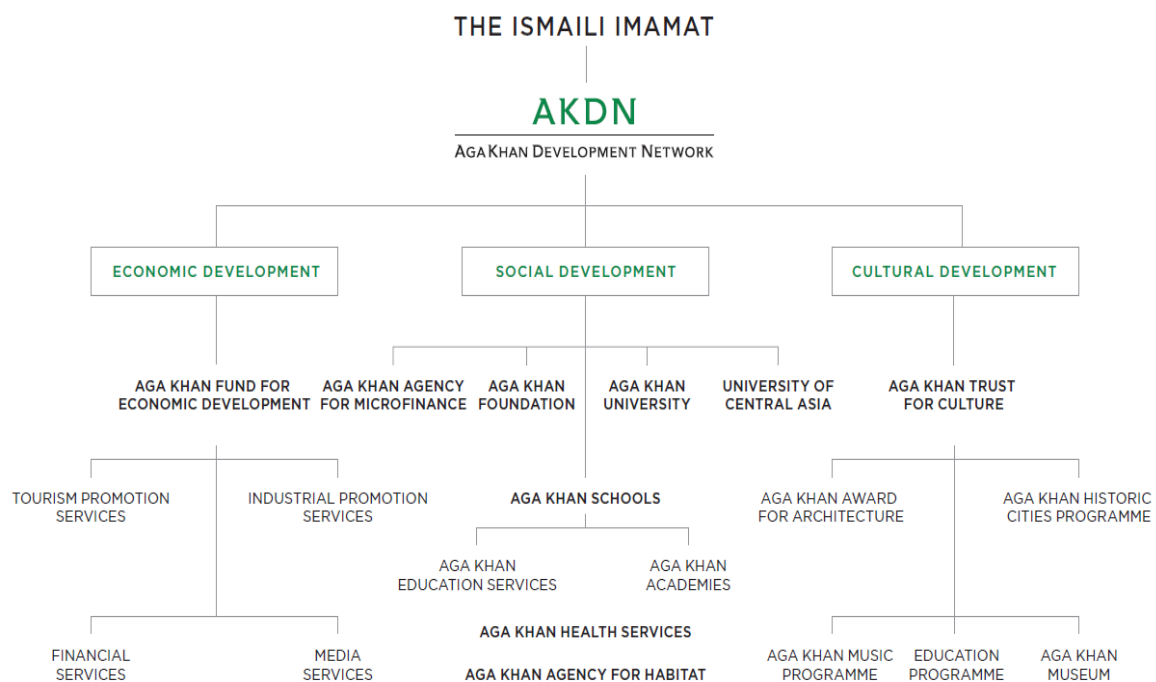 THE ISMAILI IMAMAT
AKDN
AGA KHAN DEVELOPMENT NETWORK
ECONOMIC DEVELOPMENT
SOCIAL DEVELOPMENT
CULTURAL DEVELOPMENT
AGA KHAN FUND FOR
ECONOMIC DEVELOPMENT
AGA KHAN AGENCY
FOR MICROFINANCE
AGA KHAN
FOUNDATION
AGA KHAN
UNIVERSITY
UNIVERSITY OF
CENTRAL ASIA
AGA KHAN TRUST
FOR CULTURE
TOURISM PROMOTION
SERVICES
INDUSTRIAL PROMOTION
SERVICES
AGA KHAN SCHOOLS
AGA KHAN AWARD
FOR ARCHITECTURE
AGA KHAN HISTORIC
CITIES PROGRAMME
AGA KHAN
EDUCATION SERVICES
AGA KHAN
ACADEMIES
AGA KHAN HEALTH SERVICES
AGA KHAN AGENCY FOR HABITAT
FINANCIAL
SERVICES
MEDIA
SERVICES
AGA KHAN MUSIC
PROGRAMME
EDUCATION
PROGRAMME
AGA KHAN
MUSEUM